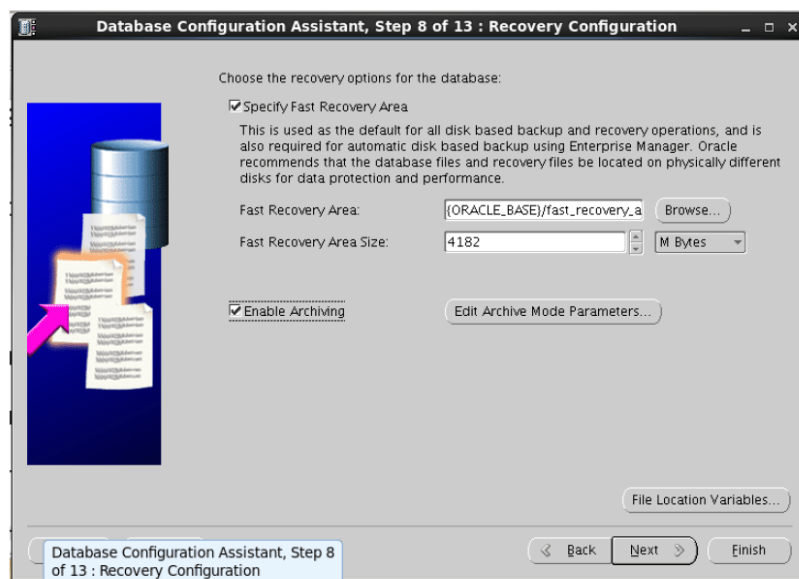 Database Configuration Assistant, Step 8 of 13 : Recovery Configuration
Choose the recovery options for the database:
Specify Fast Recovery Area
This is used as the default for all disk based backup and recovery operations, and is
also required for automatic disk based backup using Enterprise Manager. Oracle
recommends that the database files and recovery files be located on physically different
disks for data protection and performance.
Fast Recovery Area:
{ORACLE_BASE}/fast_recovery_a
Browse...
Fast Recovery Area Size:
4182
M Bytes
Enable Archiving
Edit Archive Mode Parameters...
File Location Variables...
Back
Next
Finish
Database Configuration Assistant, Step 8
of 13 : Recovery Configuration